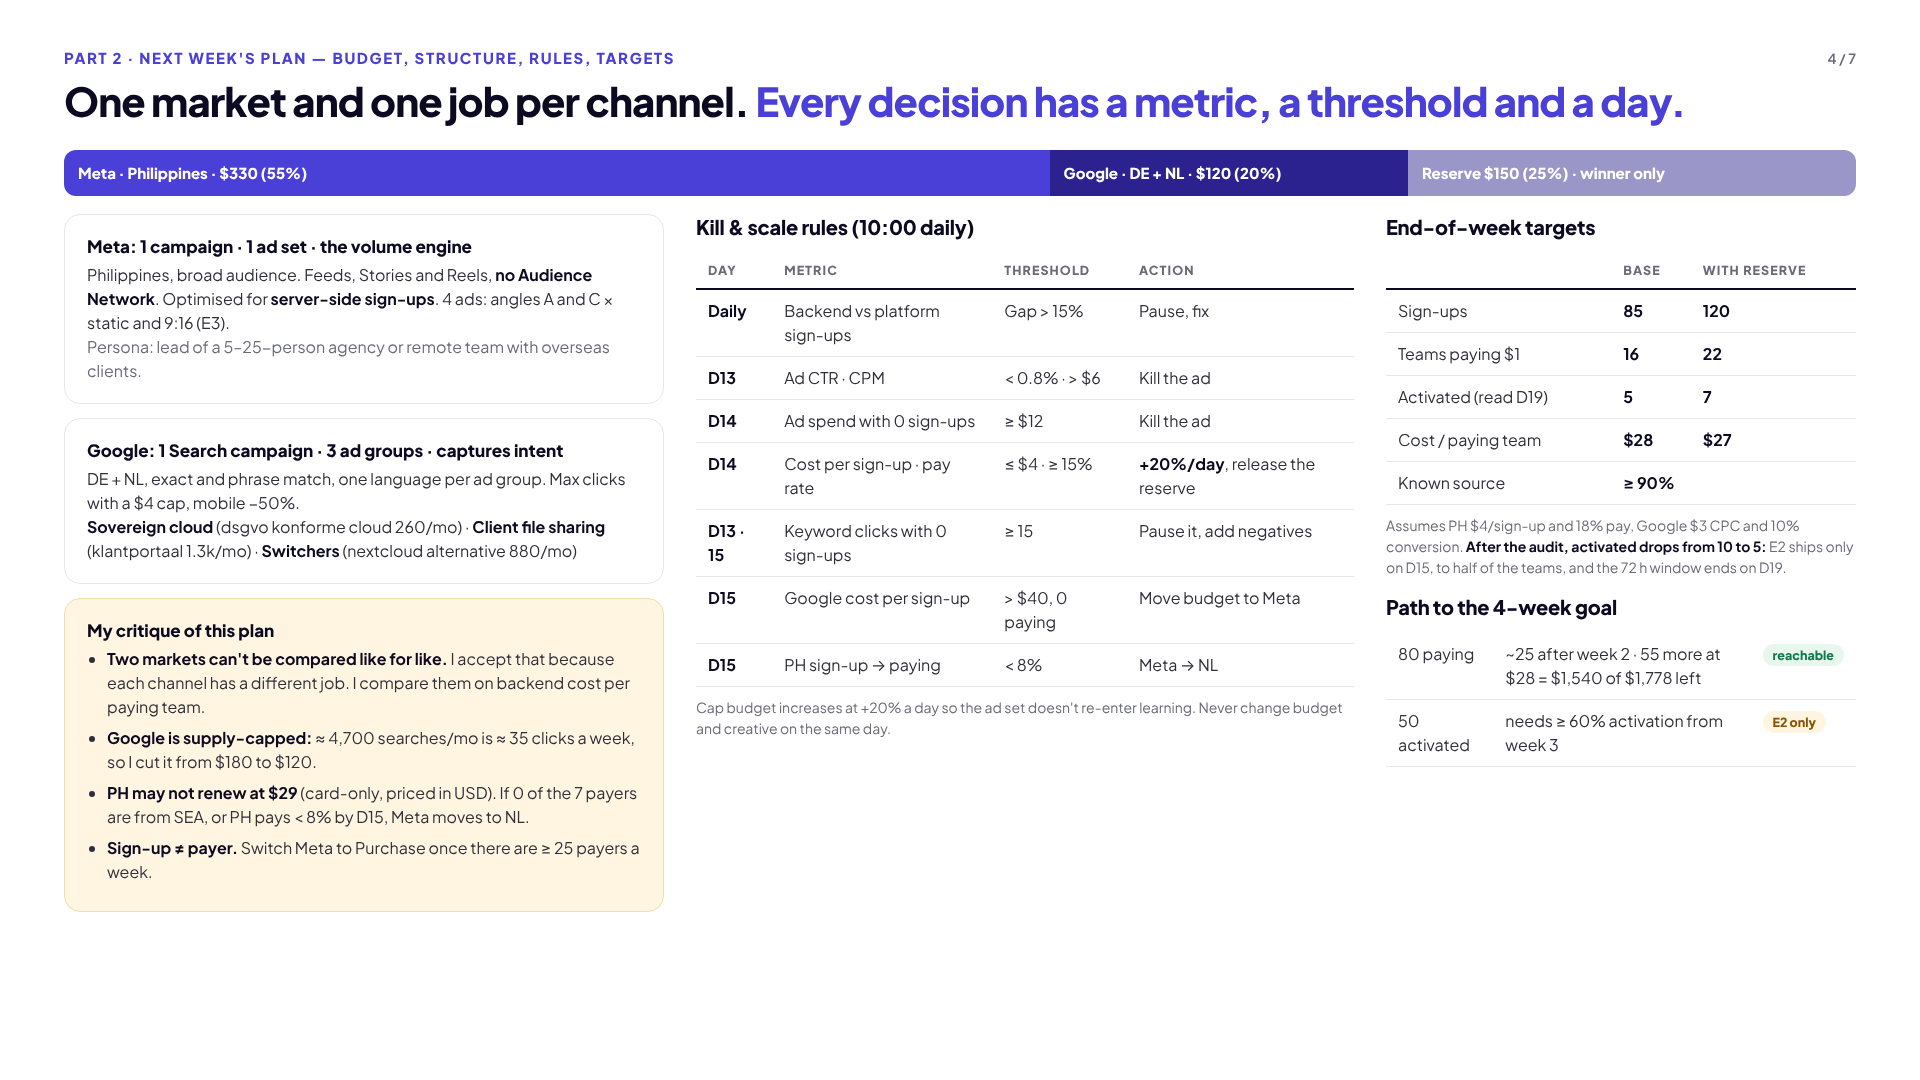 PART 2 · NEXT WEEK'S PLAN — BUDGET, STRUCTURE, RULES, TARGETS
4 / 7
One market and one job per channel. Every decision has a metric, a threshold and a day.
Meta · Philippines · $330 (55%)
Google · DE + NL · $120 (20%)
Reserve $150 (25%) · winner only
Meta: 1 campaign · 1 ad set · the volume engine
Philippines, broad audience. Feeds, Stories and Reels, no Audience
Network. Optimised for server-side sign-ups. 4 ads: angles A and C ×
static and 9:16 (E3).
Persona: lead of a 5–25-person agency or remote team with overseas
clients.
Google: 1 Search campaign · 3 ad groups · captures intent
DE + NL, exact and phrase match, one language per ad group. Max clicks
with a $4 cap, mobile −50%.
Sovereign cloud (dsgvo konforme cloud 260/mo) · Client file sharing
(klantportaal 1.3k/mo) · Switchers (nextcloud alternative 880/mo)
My critique of this plan
• Two markets can't be compared like for like. I accept that because
each channel has a different job. I compare them on backend cost per
paying team.
• Google is supply-capped: ≈ 4,700 searches/mo is ≈ 35 clicks a week,
so I cut it from $180 to $120.
• PH may not renew at $29 (card-only, priced in USD). If 0 of the 7 payers
are from SEA, or PH pays < 8% by D15, Meta moves to NL.
• Sign-up ≠ payer. Switch Meta to Purchase once there are ≥ 25 payers a
week.
Kill & scale rules (10:00 daily)
DAY METRIC THRESHOLD ACTION
Daily Backend vs platform Gap > 15% Pause, fix
sign-ups
D13 Ad CTR · CPM < 0.8% · > $6 Kill the ad
D14 Ad spend with 0 sign-ups ≥ $12 Kill the ad
D14 Cost per sign-up · pay ≤ $4 · ≥ 15% +20%/day, release the
rate reserve
D13 · Keyword clicks with 0 ≥ 15 Pause it, add negatives
15 sign-ups
D15 Google cost per sign-up > $40, 0 Move budget to Meta
paying
D15 PH sign-up → paying < 8% Meta → NL
Cap budget increases at +20% a day so the ad set doesn't re-enter learning. Never change budget
and creative on the same day.
End-of-week targets
BASE WITH RESERVE
Sign-ups 85 120
Teams paying $1 16 22
Activated (read D19) 5 7
Cost / paying team $28 $27
Known source ≥ 90%
Assumes PH $4/sign-up and 18% pay, Google $3 CPC and 10%
conversion. After the audit, activated drops from 10 to 5: E2 ships only
on D15, to half of the teams, and the 72 h window ends on D19.
Path to the 4-week goal
80 paying ~25 after week 2 · 55 more at reachable
$28 = $1,540 of $1,778 left
50 needs ≥ 60% activation from E2 only
activated week 3